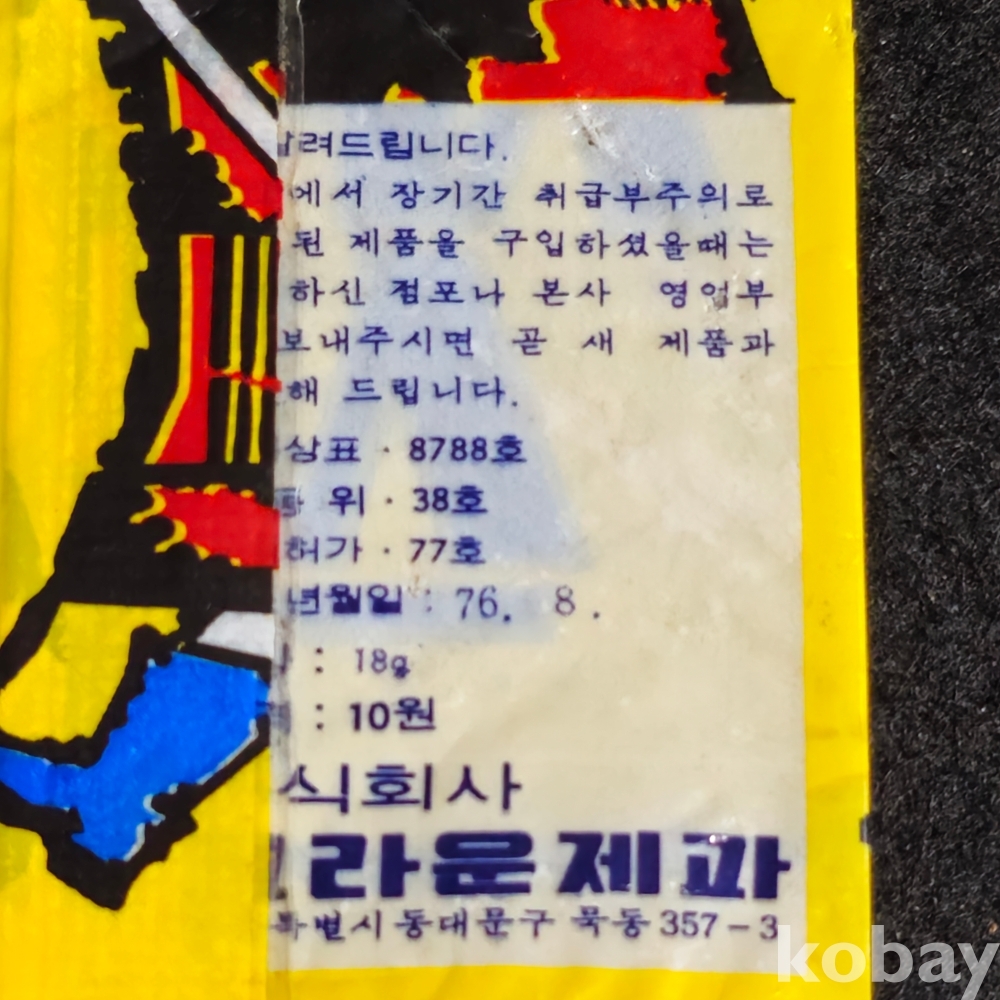 알려드립니다.
에서 장기간 취급부주의로
된 제품을 구입하셨을때는
하신 점포나 본사 영업부
보내주시면 곧 새 제품과
해 드립니다.
상표 · 8788호
위 · 38호
허가 · 77호
년월일 : 76. 8.
: 18g
: 10원
식회사
라운제과
특별시 동대문구 묵동 357-3
kobay